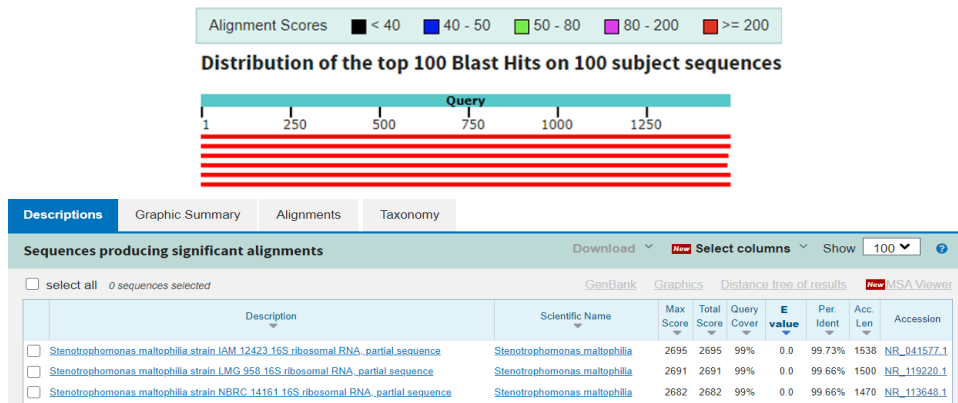 Alignment Scores < 40 40 - 50 50 - 80 80 - 200 >= 200
Distribution of the top 100 Blast Hits on 100 subject sequences
Query
1 250 500 750 1000 1250
Descriptions Graphic Summary Alignments Taxonomy
Sequences producing significant alignments Download New Select columns Show 100 ?
select all 0 sequences selected GenBank Graphics Distance tree of results New MSA Viewer
Description Scientific Name Max Score Total Score Query Cover E value Per. Ident Acc. Len Accession
Stenotrophomonas maltophilia strain IAM 12423 16S ribosomal RNA, partial sequence Stenotrophomonas maltophilia 2695 2695 99% 0.0 99.73% 1538 NR_041577.1
Stenotrophomonas maltophilia strain LMG 958 16S ribosomal RNA, partial sequence Stenotrophomonas maltophilia 2691 2691 99% 0.0 99.66% 1500 NR_119220.1
Stenotrophomonas maltophilia strain NBRC 14161 16S ribosomal RNA, partial sequence Stenotrophomonas maltophilia 2682 2682 99% 0.0 99.66% 1470 NR_113648.1